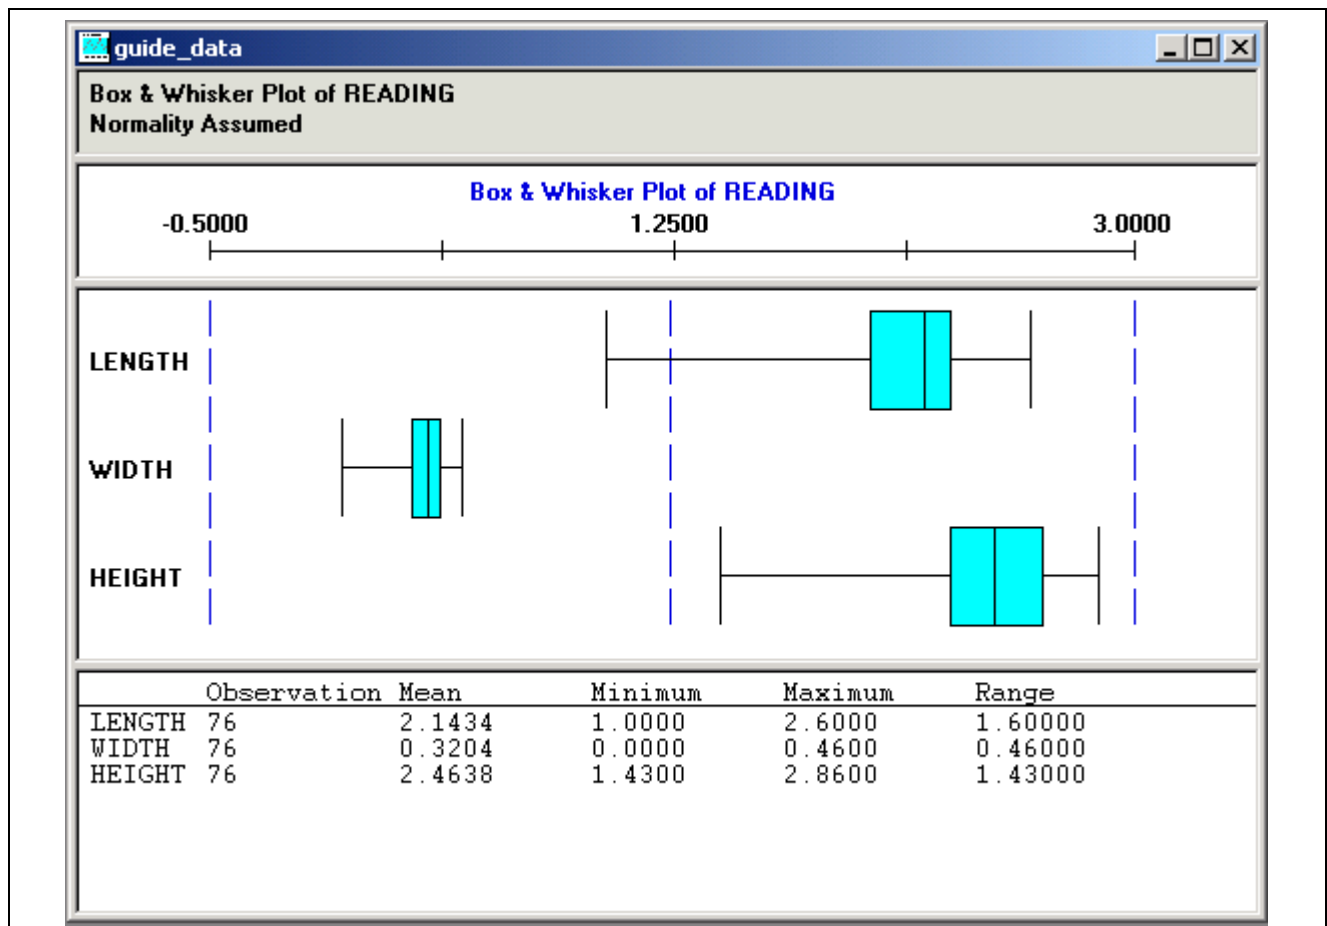 guide_data
Box & Whisker Plot of READING
Normality Assumed
Box & Whisker Plot of READING
-0.5000 1.2500 3.0000
LENGTH
WIDTH
HEIGHT
Observation Mean Minimum Maximum Range
LENGTH 76 2.1434 1.0000 2.6000 1.60000
WIDTH 76 0.3204 0.0000 0.4600 0.46000
HEIGHT 76 2.4638 1.4300 2.8600 1.43000